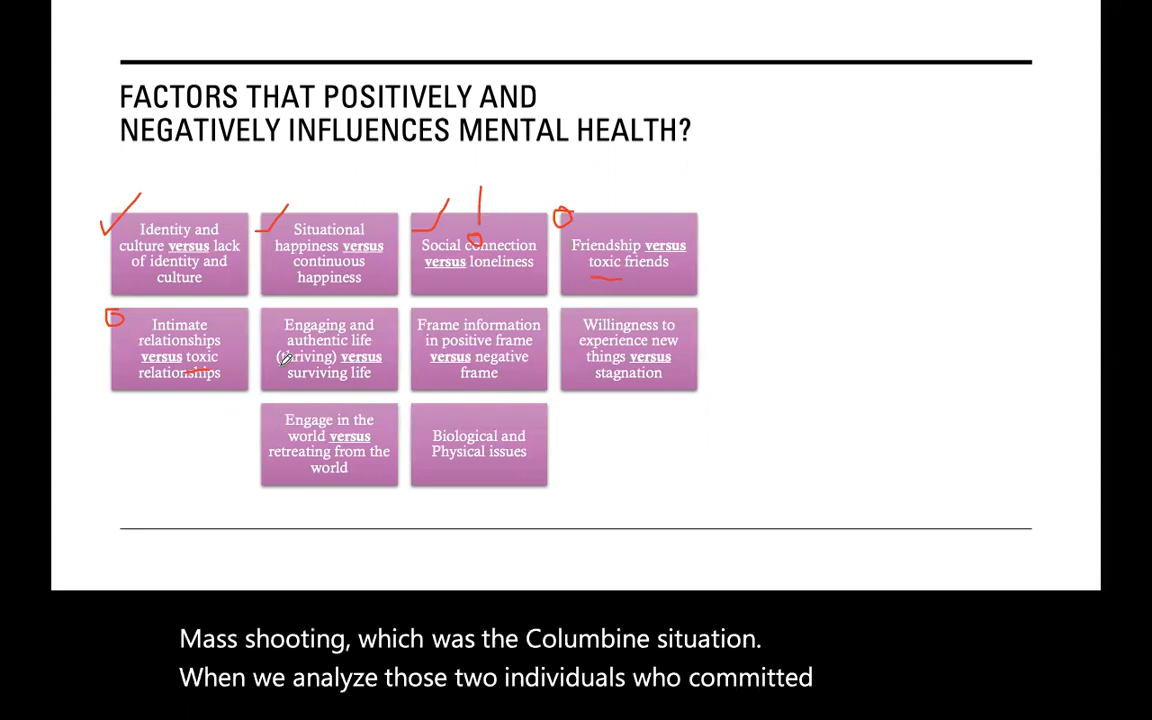 FACTORS THAT POSITIVELY AND
NEGATIVELY INFLUENCES MENTAL HEALTH?
Identity and
culture versus lack
of identity and
culture
Situational
happiness versus
continuous
happiness
Social connection
versus loneliness
Friendship versus
toxic friends
Intimate
relationships
versus toxic
relationships
Engaging and
authentic life
(thriving) versus
surviving life
Frame information
in positive frame
versus negative
frame
Willingness to
experience new
things versus
stagnation
Engage in the
world versus
retreating from the
world
Biological and
Physical issues
Mass shooting, which was the Columbine situation.
When we analyze those two individuals who committed